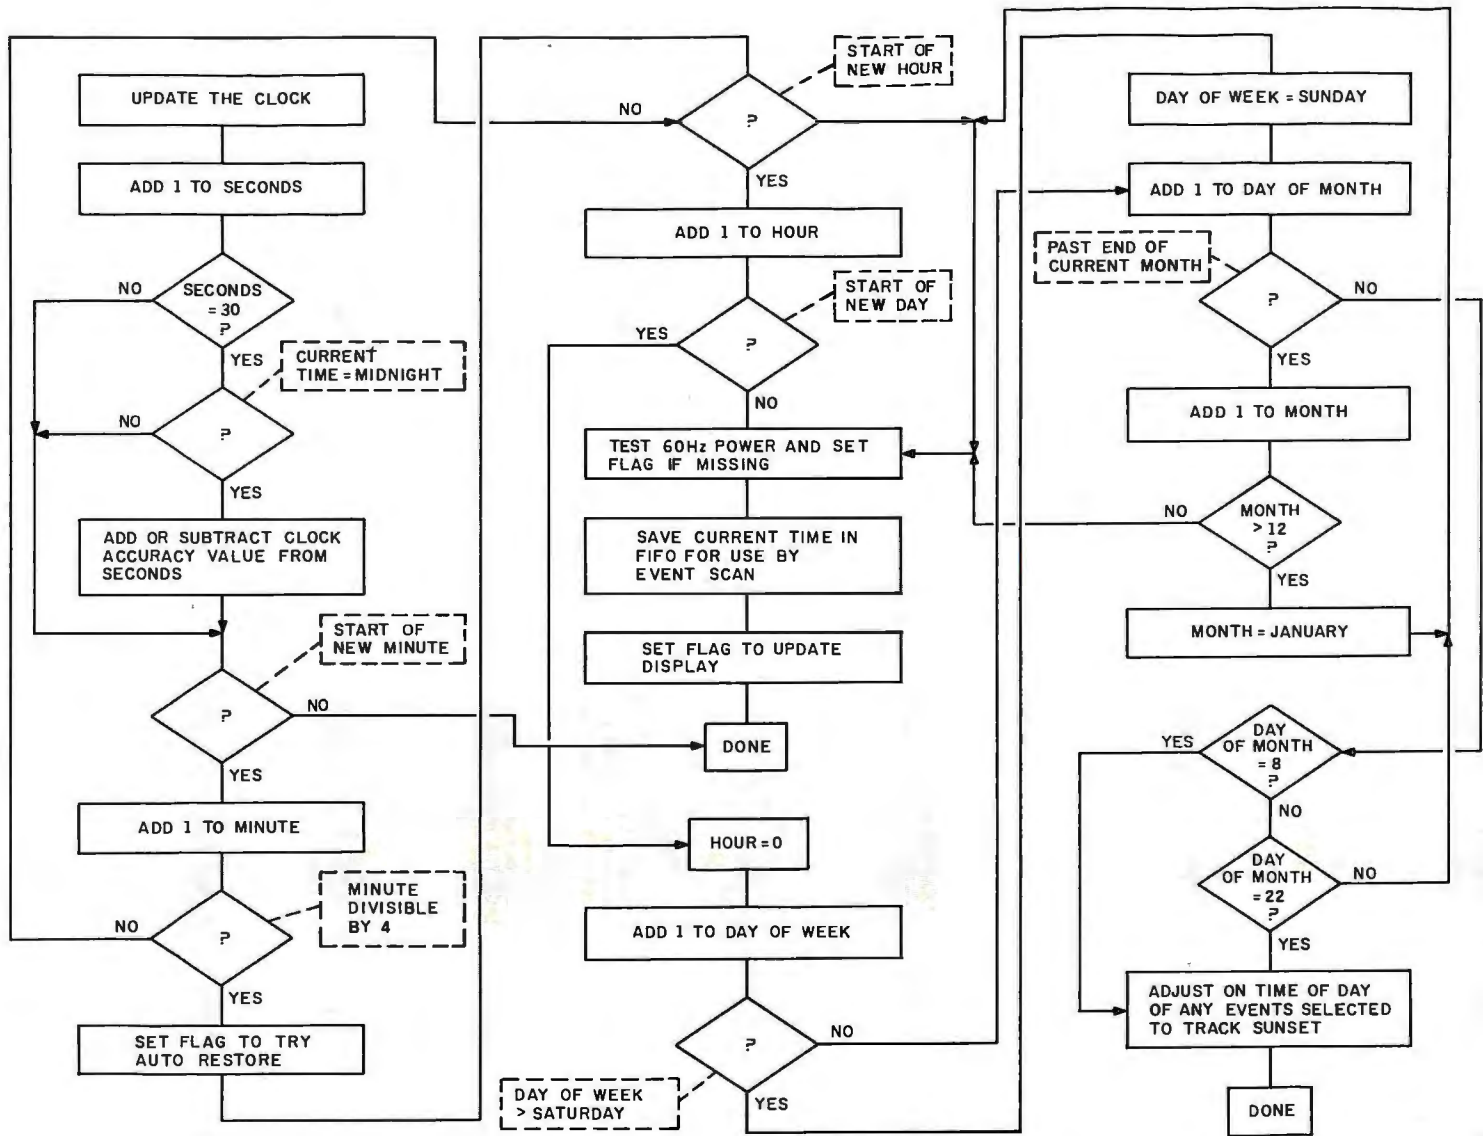 UPDATE THE CLOCK
ADD 1 TO SECONDS
NO
SECONDS
= 30
?
YES
CURRENT
TIME = MIDNIGHT
NO
?
YES
ADD OR SUBTRACT CLOCK
ACCURACY VALUE FROM
SECONDS
START OF
NEW MINUTE
?
NO
YES
ADD 1 TO MINUTE
MINUTE
DIVISIBLE
BY 4
NO
?
YES
SET FLAG TO TRY
AUTO RESTORE
START OF
NEW HOUR
NO
?
YES
ADD 1 TO HOUR
START OF
NEW DAY
YES
?
NO
TEST 60Hz POWER AND SET
FLAG IF MISSING
SAVE CURRENT TIME IN
FIFO FOR USE BY
EVENT SCAN
SET FLAG TO UPDATE
DISPLAY
DONE
HOUR = 0
ADD 1 TO DAY OF WEEK
?
NO
DAY OF WEEK
> SATURDAY
YES
DAY OF WEEK = SUNDAY
ADD 1 TO DAY OF MONTH
PAST END OF
CURRENT MONTH
?
NO
YES
ADD 1 TO MONTH
NO
MONTH
> 12
?
YES
MONTH = JANUARY
YES
DAY
OF MONTH
= 8
?
NO
DAY
OF MONTH
= 22
?
NO
YES
ADJUST ON TIME OF DAY
OF ANY EVENTS SELECTED
TO TRACK SUNSET
DONE